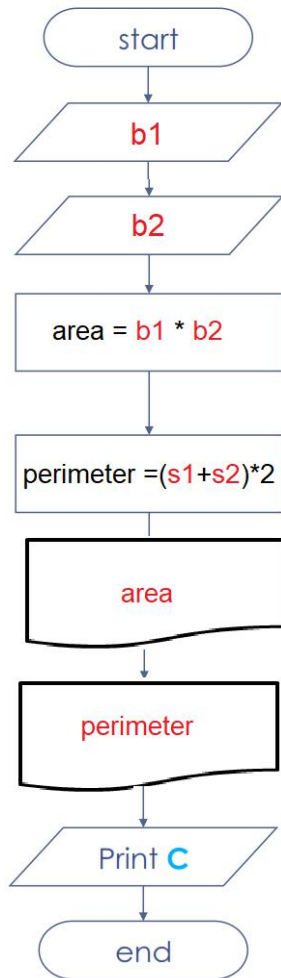 start
b1
b2
area = b1 * b2
perimeter =(s1+s2)*2
area
perimeter
Print C
end